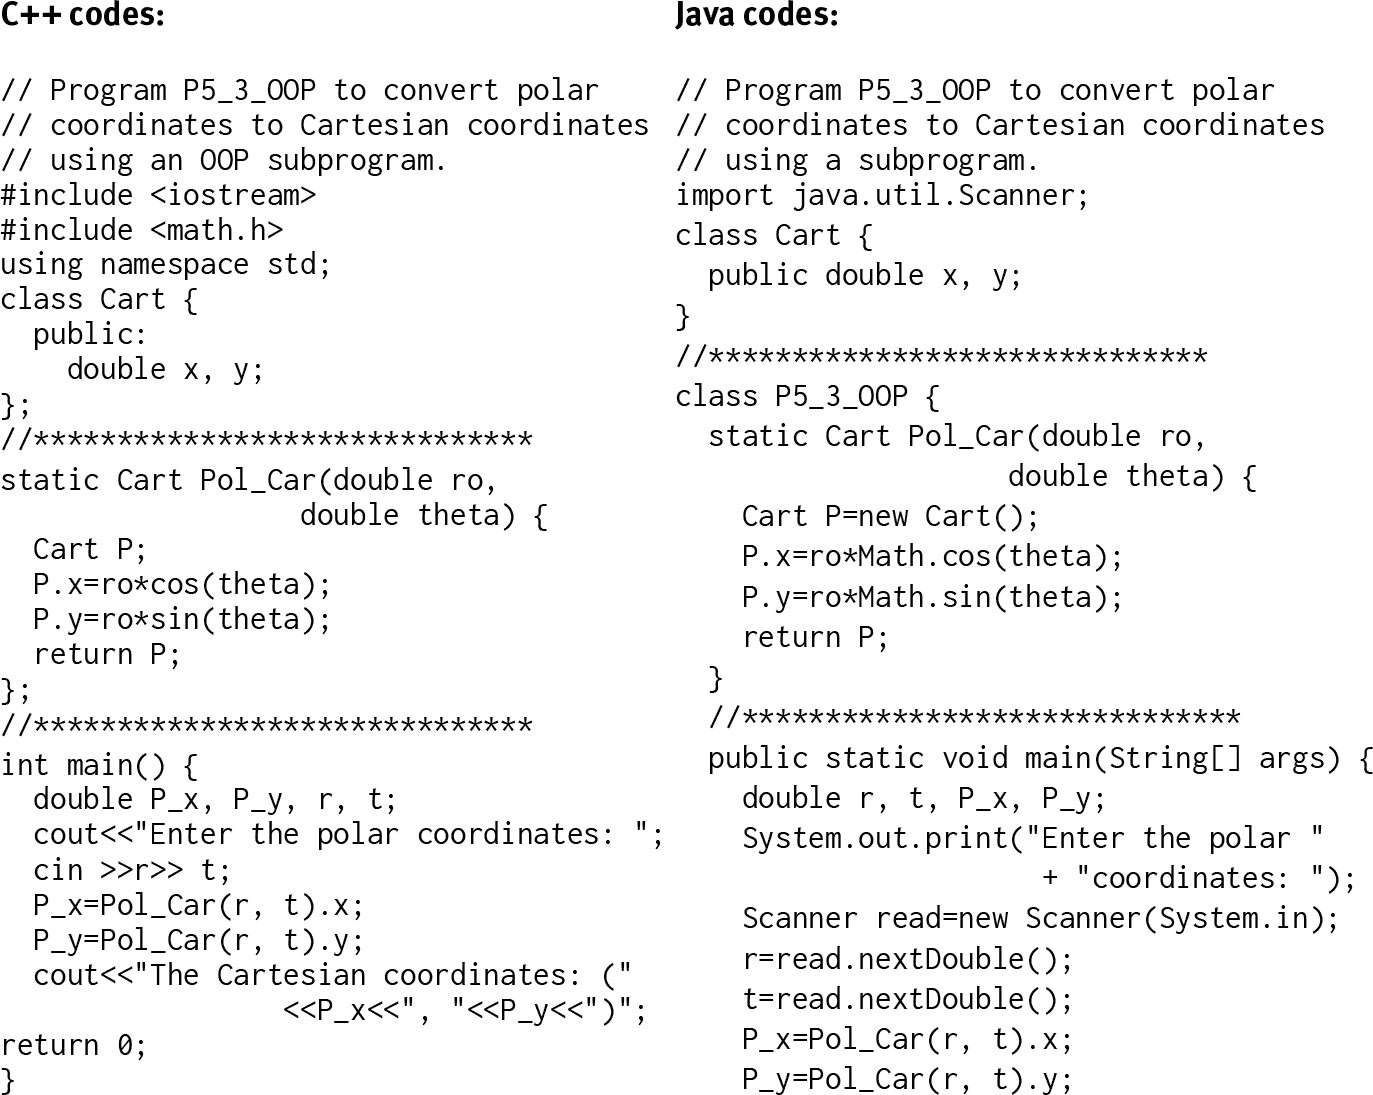 C++ codes:
// Program P5_3_OOP to convert polar
// coordinates to Cartesian coordinates
// using an OOP subprogram.
#include <iostream>
#include <math.h>
using namespace std;
class Cart {
  public:
    double x, y;
};
//******************************
static Cart Pol_Car(double ro,
                  double theta) {
  Cart P;
  P.x=ro*cos(theta);
  P.y=ro*sin(theta);
  return P;
};
//******************************
int main() {
  double P_x, P_y, r, t;
  cout<<"Enter the polar coordinates: ";
  cin >>r>> t;
  P_x=Pol_Car(r, t).x;
  P_y=Pol_Car(r, t).y;
  cout<<"The Cartesian coordinates: ("
                 <<P_x<<", "<<P_y<<")";
return 0;
}
Java codes:
// Program P5_3_OOP to convert polar
// coordinates to Cartesian coordinates
// using a subprogram.
import java.util.Scanner;
class Cart {
  public double x, y;
}
//******************************
class P5_3_OOP {
  static Cart Pol_Car(double ro,
                    double theta) {
    Cart P=new Cart();
    P.x=ro*Math.cos(theta);
    P.y=ro*Math.sin(theta);
    return P;
  }
  //******************************
  public static void main(String[] args) {
    double r, t, P_x, P_y;
    System.out.print("Enter the polar "
                      + "coordinates: ");
    Scanner read=new Scanner(System.in);
    r=read.nextDouble();
    t=read.nextDouble();
    P_x=Pol_Car(r, t).x;
    P_y=Pol_Car(r, t).y;